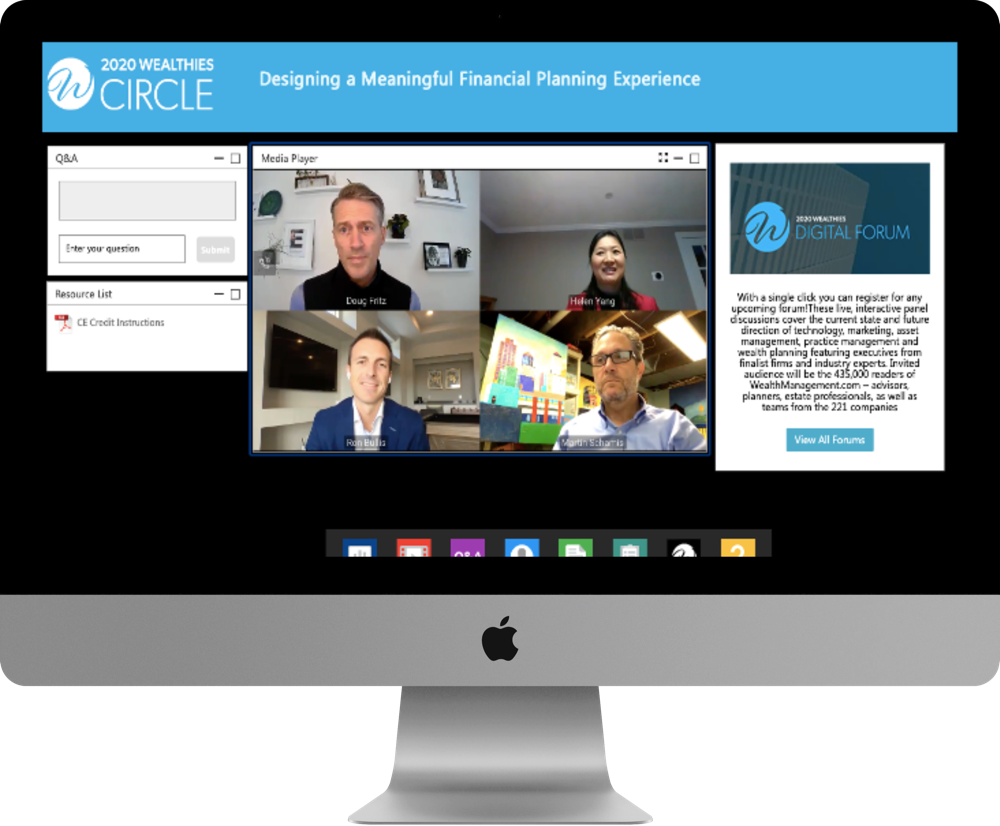 2020 WEALTHIES
CIRCLE
Designing a Meaningful Financial Planning Experience
Q&A
Enter your question
Submit
Resource List
CE Credit Instructions
Media Player
E
Doug Fritz
Helen Yang
Ron Bullis
Martin Schamis
2020 WEALTHIES
DIGITAL FORUM
With a single click you can register for any
upcoming forum!These live, interactive panel
discussions cover the current state and future
direction of technology, marketing, asset
management, practice management and
wealth planning featuring executives from
finalist firms and industry experts. Invited
audience will be the 435,000 readers of
WealthManagement.com – advisors,
planners, estate professionals, as well as
teams from the 221 companies
View All Forums
Q&A
?